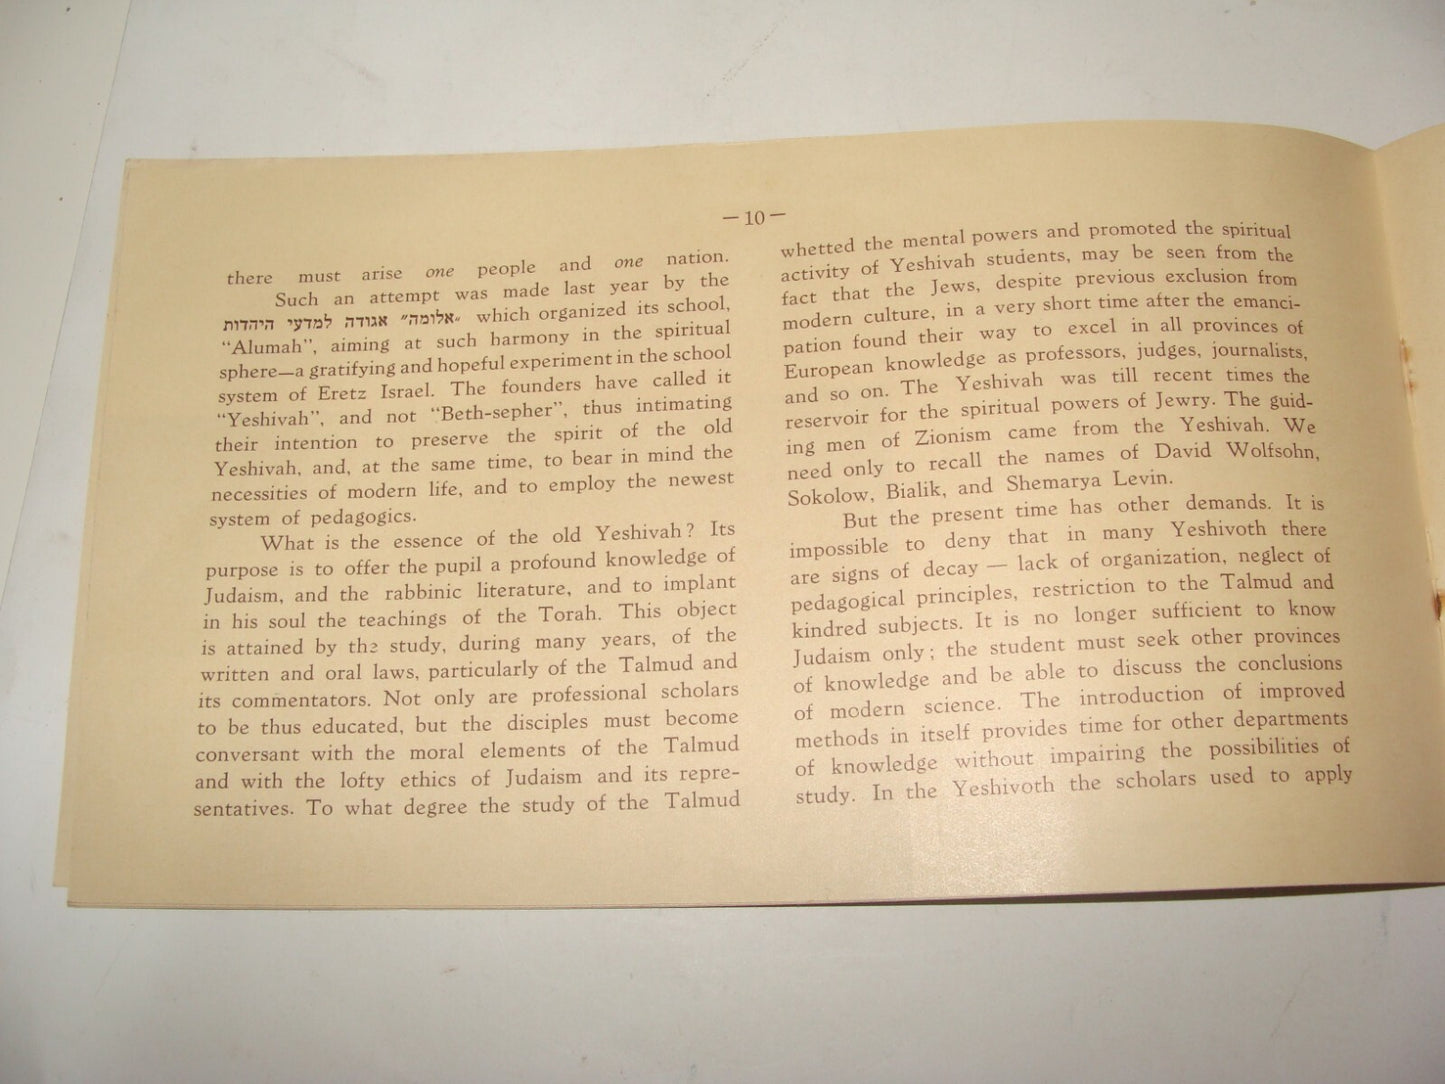 — 10 —
there must arise one people and one nation.
Such an attempt was made last year by the
„אלומה” אגודה למדעי היהדות which organized its school,
“Alumah”, aiming at such harmony in the spiritual
sphere—a gratifying and hopeful experiment in the school
system of Eretz Israel. The founders have called it
“Yeshivah”, and not “Beth-sepher”, thus intimating
their intention to preserve the spirit of the old
Yeshivah, and, at the same time, to bear in mind the
necessities of modern life, and to employ the newest
system of pedagogics.
What is the essence of the old Yeshivah? Its
purpose is to offer the pupil a profound knowledge of
Judaism, and the rabbinic literature, and to implant
in his soul the teachings of the Torah. This object
is attained by the study, during many years, of the
written and oral laws, particularly of the Talmud and
its commentators. Not only are professional scholars
to be thus educated, but the disciples must become
conversant with the moral elements of the Talmud
and with the lofty ethics of Judaism and its repre-
sentatives. To what degree the study of the Talmud
whetted the mental powers and promoted the spiritual
activity of Yeshivah students, may be seen from the
fact that the Jews, despite previous exclusion from
modern culture, in a very short time after the emanci-
pation found their way to excel in all provinces of
European knowledge as professors, judges, journalists,
and so on. The Yeshivah was till recent times the
reservoir for the spiritual powers of Jewry. The guid-
ing men of Zionism came from the Yeshivah. We
need only to recall the names of David Wolfsohn,
Sokolow, Bialik, and Shemarya Levin.
But the present time has other demands. It is
impossible to deny that in many Yeshivoth there
are signs of decay — lack of organization, neglect of
pedagogical principles, restriction to the Talmud and
kindred subjects. It is no longer sufficient to know
Judaism only; the student must seek other provinces
of knowledge and be able to discuss the conclusions
of modern science. The introduction of improved
methods in itself provides time for other departments
of knowledge without impairing the possibilities of
study. In the Yeshivoth the scholars used to apply